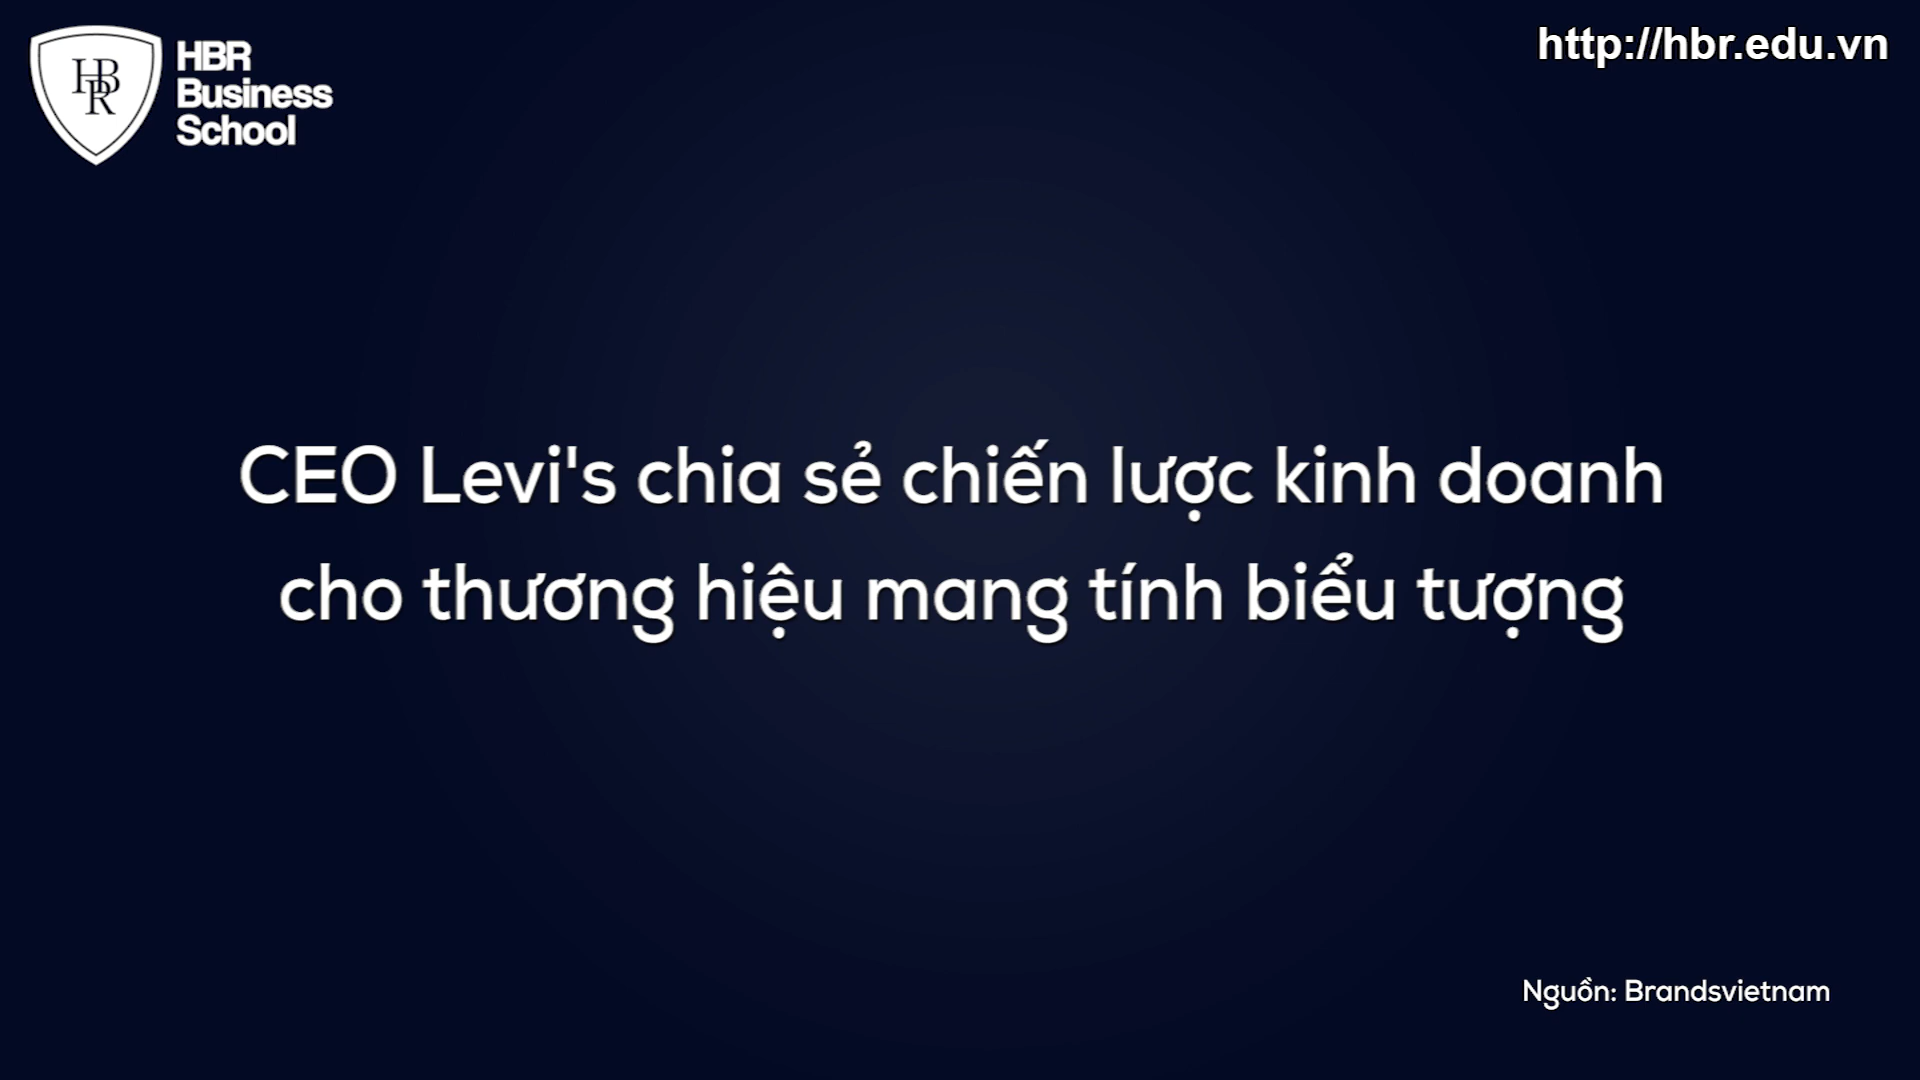 HBR
Business
School
HBR
http://hbr.edu.vn
CEO Levi's chia sẻ chiến lược kinh doanh
cho thương hiệu mang tính biểu tượng
Nguồn: Brandsvietnam